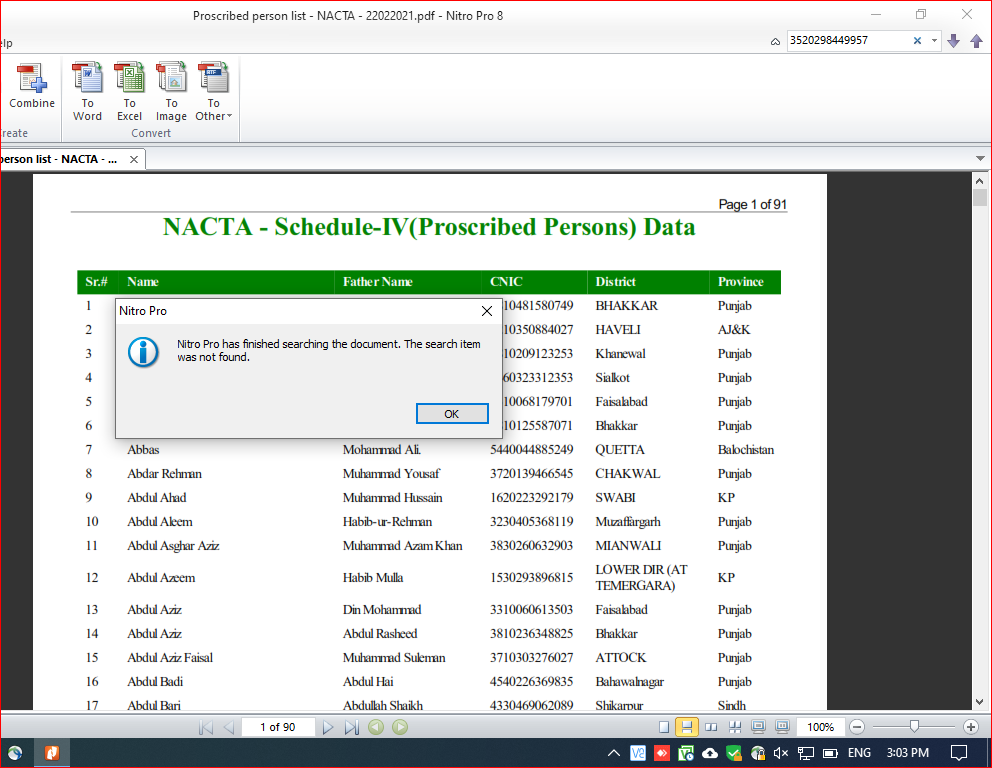 Proscribed person list - NACTA - 22022021.pdf - Nitro Pro 8
elp
3520298449957
Combine
To Word
To Excel
To Image
To Other
reate
Convert
person list - NACTA - ...
Page 1 of 91
NACTA - Schedule-IV(Proscribed Persons) Data
Sr.# Name Father Name CNIC District Province
1 10481580749 BHAKKAR Punjab
2 10350884027 HAVELI AJ&K
3 10209123253 Khanewal Punjab
4 60323312353 Sialkot Punjab
5 10068179701 Faisalabad Punjab
6 10125587071 Bhakkar Punjab
Nitro Pro
Nitro Pro has finished searching the document. The search item
was not found.
OK
7 Abbas Mohammad Ali. 5440044885249 QUETTA Balochistan
8 Abdar Rehman Muhammad Yousaf 3720139466545 CHAKWAL Punjab
9 Abdul Ahad Muhammad Hussain 1620223292179 SWABI KP
10 Abdul Aleem Habib-ur-Rehman 3230405368119 Muzaffargarh Punjab
11 Abdul Asghar Aziz Muhammad Azam Khan 3830260632903 MIANWALI Punjab
12 Abdul Azeem Habib Mulla 1530293896815 LOWER DIR (AT TEMERGARA) KP
13 Abdul Aziz Din Mohammad 3310060613503 Faisalabad Punjab
14 Abdul Aziz Abdul Rasheed 3810236348825 Bhakkar Punjab
15 Abdul Aziz Faisal Muhammad Suleman 3710303276027 ATTOCK Punjab
16 Abdul Badi Abdul Hai 4540226369835 Bahawalnagar Punjab
17 Abdul Bari Abdullah Shaikh 4330469062089 Shikarpur Sindh
1 of 90
100%
ENG
3:03 PM